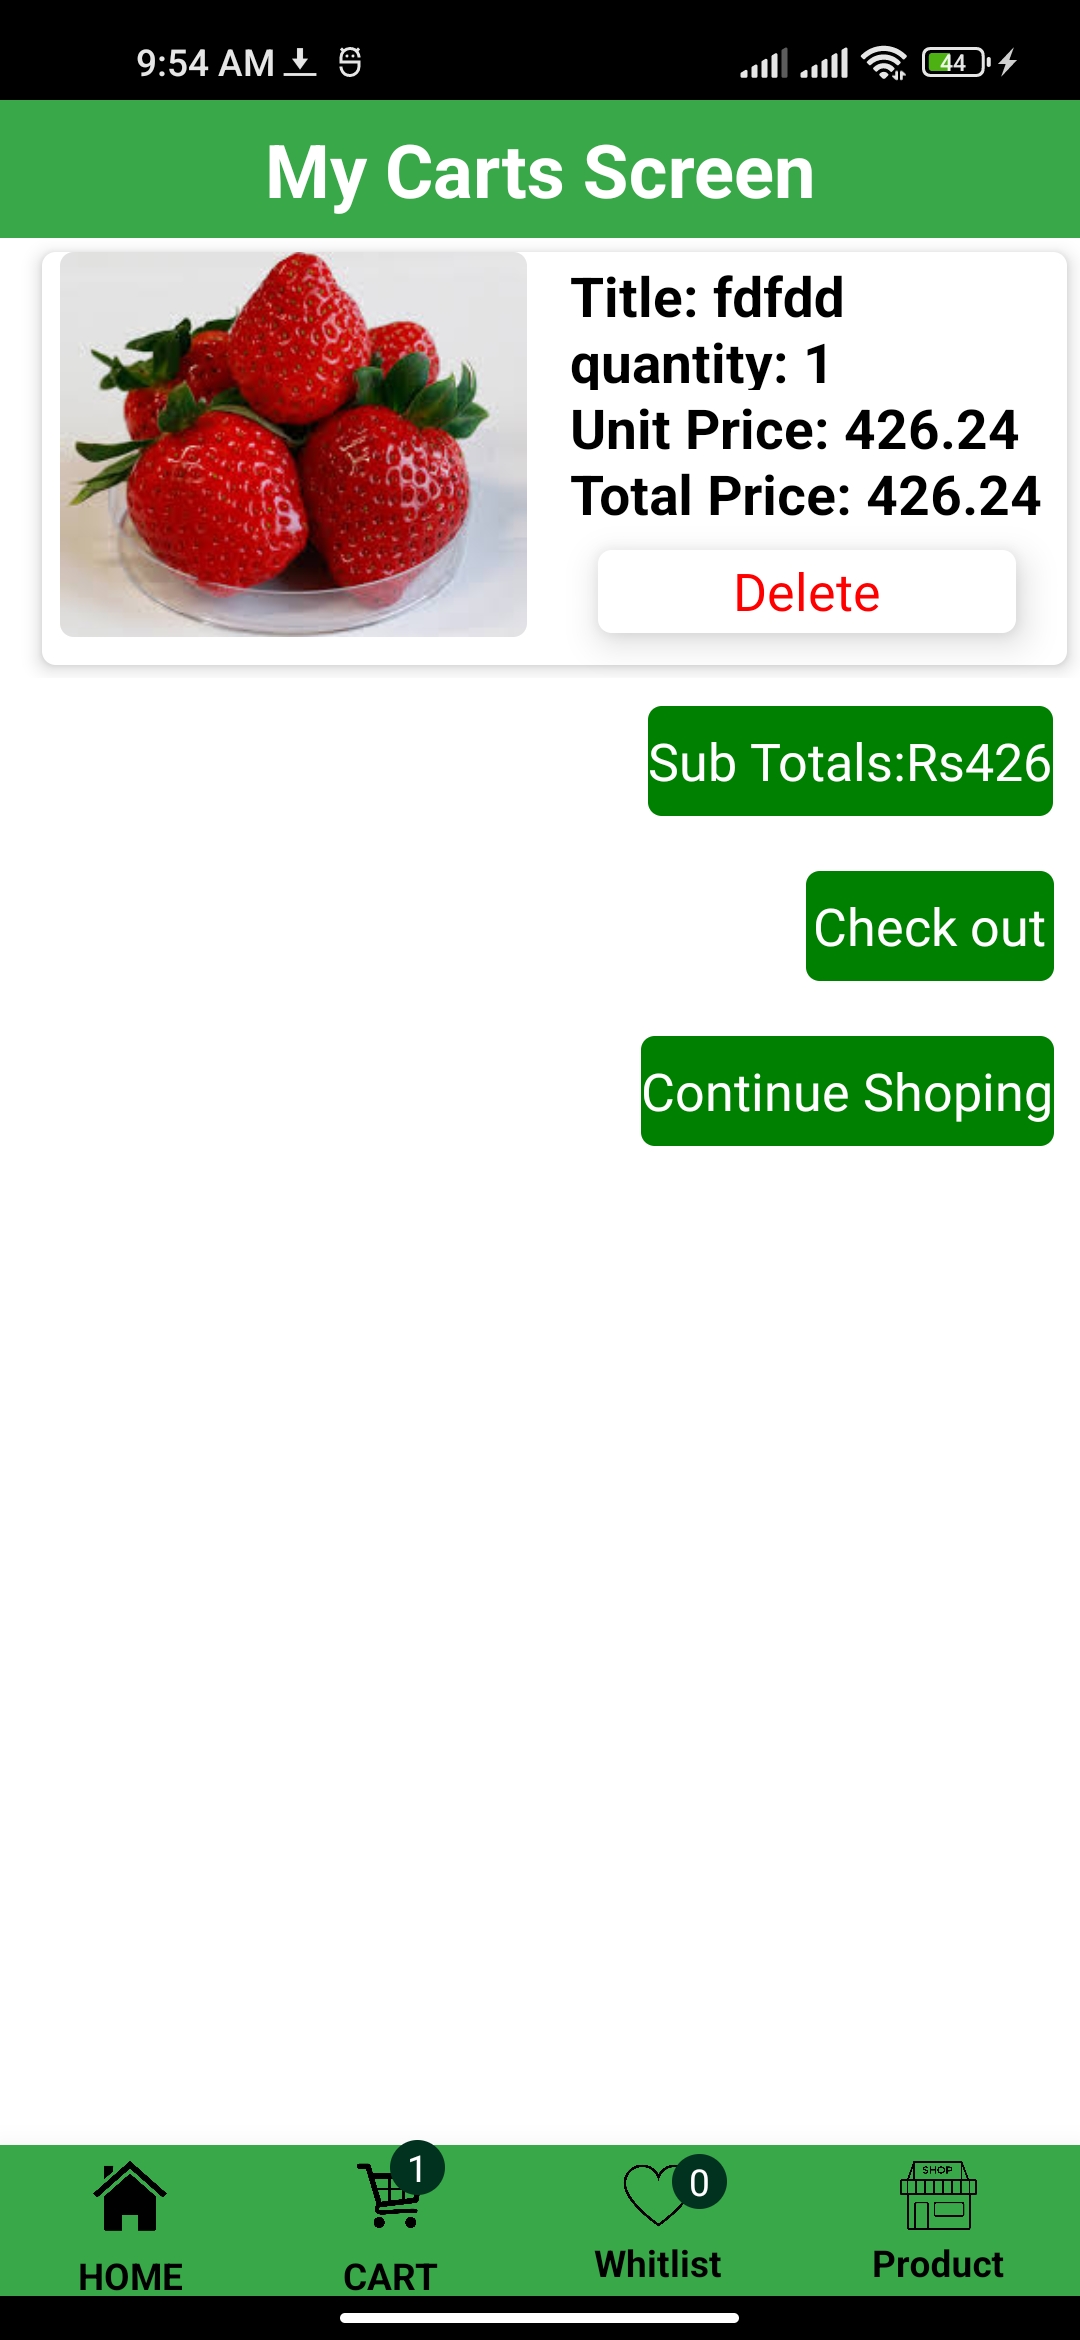 9:54 AM
44
My Carts Screen
Title: fdfdd
quantity: 1
Unit Price: 426.24
Total Price: 426.24
Delete
Sub Totals:Rs426
Check out
Continue Shoping
1
0
SHOP
HOME
CART
Whitlist
Product